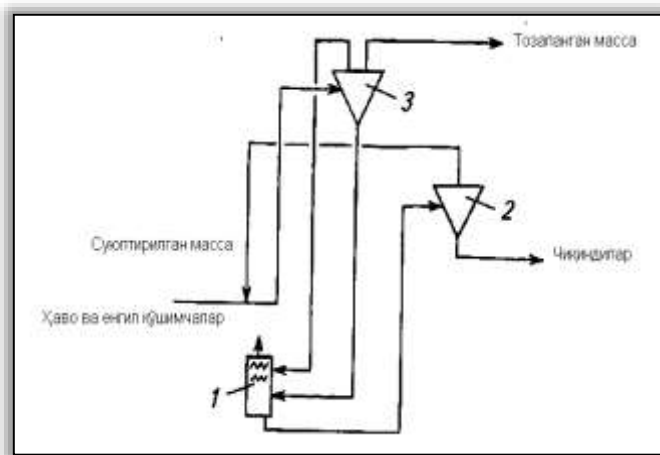 Тозаланган масса
3
2
Суюлтирилган масса
Чиқиндилар
Ҳаво ва енгил қўшимчалар
1